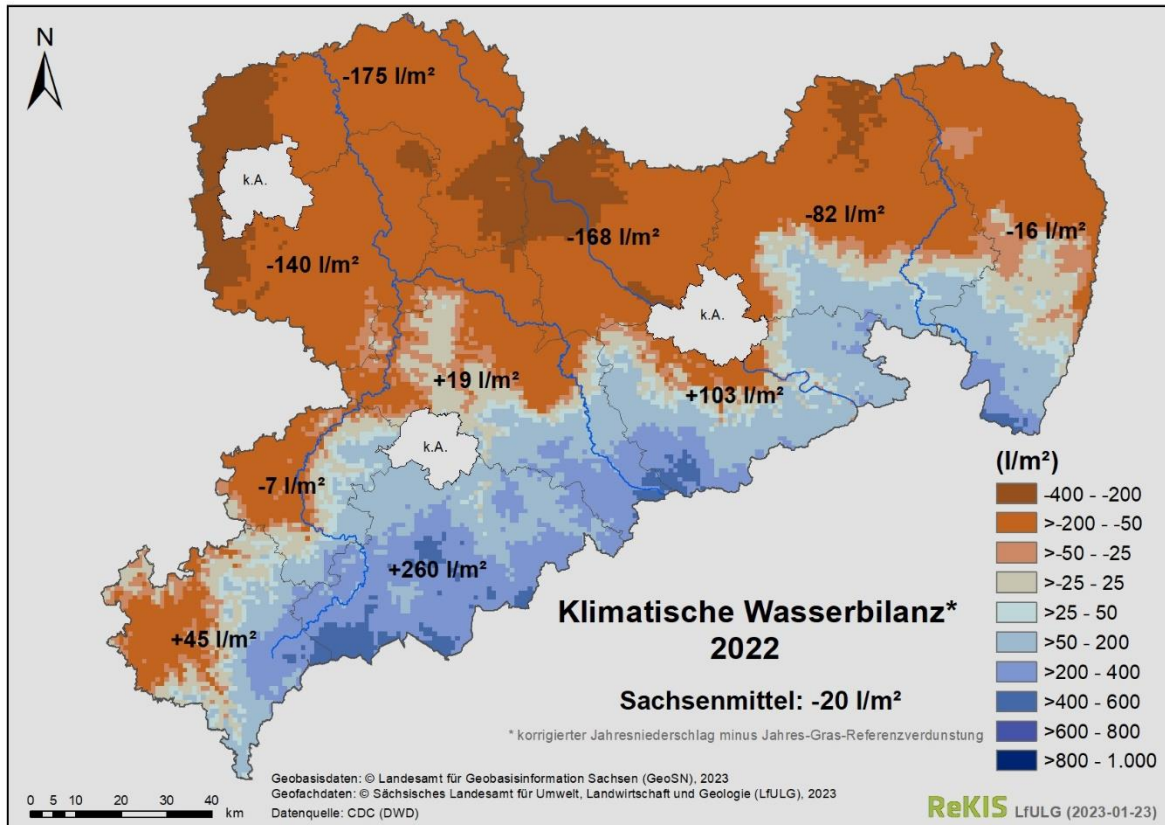 N
-175 l/m²
k.A.
-82 l/m²
-16 l/m²
-168 l/m²
-140 l/m²
k.A.
+19 l/m²
+103 l/m²
k.A.
-7 l/m²
+260 l/m²
+45 l/m²
(l/m²)
-400 - -200
>-200 - -50
>-50 - -25
>-25 - 25
>25 - 50
>50 - 200
>200 - 400
>400 - 600
>600 - 800
>800 - 1.000
Klimatische Wasserbilanz*
2022
Sachsenmittel: -20 l/m²
* korrigierter Jahresniederschlag minus Jahres-Gras-Referenzverdunstung
0 5 10 20 30 40
km
Geobasisdaten: © Landesamt für Geobasisinformation Sachsen (GeoSN), 2023
Geofachdaten: © Sächsisches Landesamt für Umwelt, Landwirtschaft und Geologie (LfULG), 2023
Datenquelle: CDC (DWD)
ReKIS LfULG (2023-01-23)